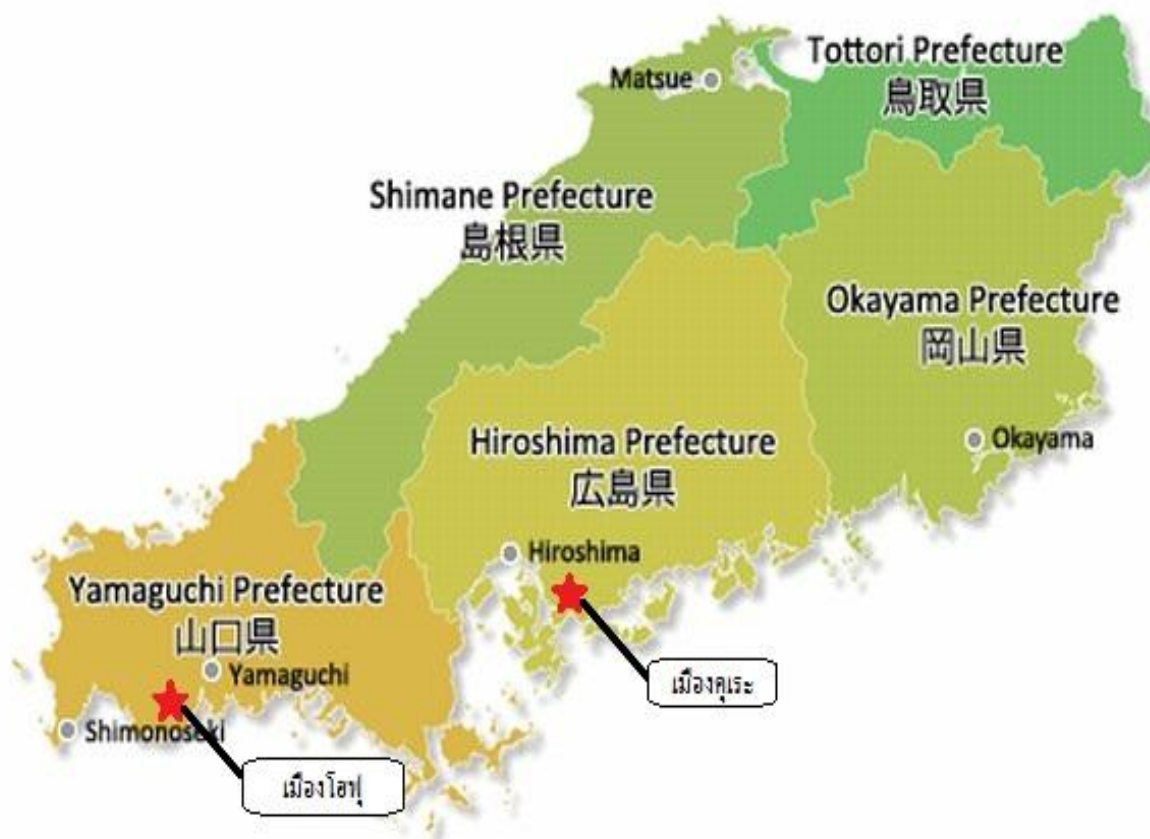 Tottori Prefecture
鳥取県
Matsue
Shimane Prefecture
島根県
Okayama Prefecture
岡山県
Okayama
Hiroshima Prefecture
広島県
Hiroshima
เมืองคุเระ
Yamaguchi Prefecture
山口県
Yamaguchi
Shimonoseki
เมืองโฮฟุ